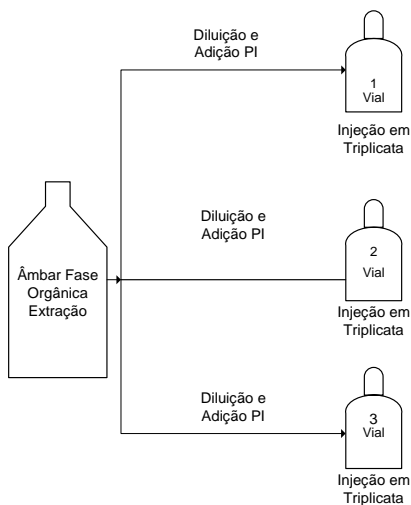 Diluição e
Adição PI
1
Vial
Injeção em
Triplicata
Diluição e
Adição PI
2
Vial
Âmbar Fase
Orgânica
Extração
Injeção em
Triplicata
Diluição e
Adição PI
3
Vial
Injeção em
Triplicata